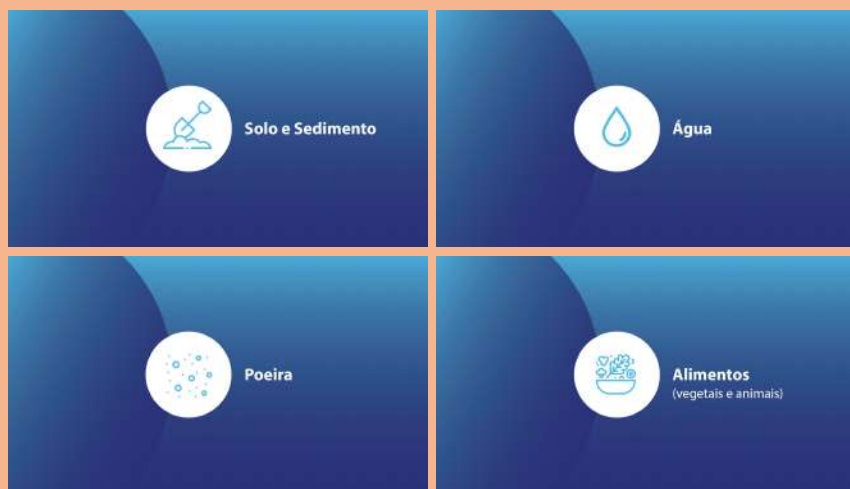 Solo e Sedimento
Água
Poeira
Alimentos
(vegetais e animais)